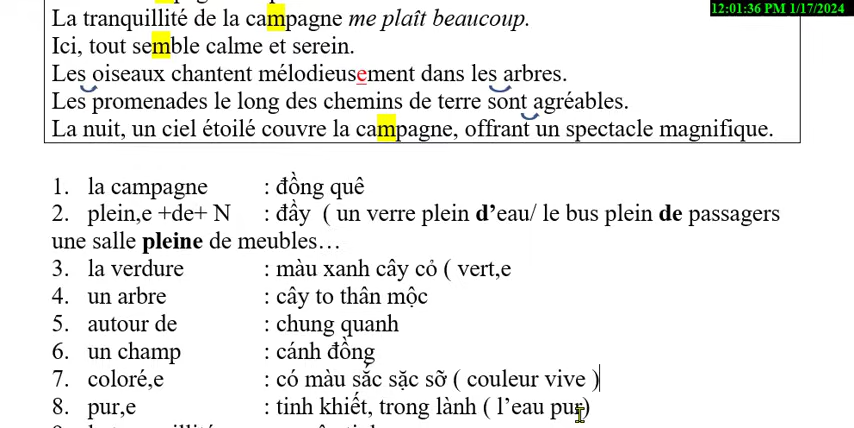 12:01:36 PM 1/17/2024
La tranquillité de la campagne me plaît beaucoup.
Ici, tout semble calme et serein.
Les oiseaux chantent mélodieusement dans les arbres.
Les promenades le long des chemins de terre sont agréables.
La nuit, un ciel étoilé couvre la campagne, offrant un spectacle magnifique.
1. la campagne : đồng quê
2. plein,e +de+ N : đầy ( un verre plein d’eau/ le bus plein de passagers
une salle pleine de meubles…
3. la verdure : màu xanh cây cỏ ( vert,e
4. un arbre : cây to thân mộc
5. autour de : chung quanh
6. un champ : cánh đồng
7. coloré,e : có màu sắc sặc sỡ ( couleur vive )
8. pur,e : tinh khiết, trong lành ( l’eau pur)